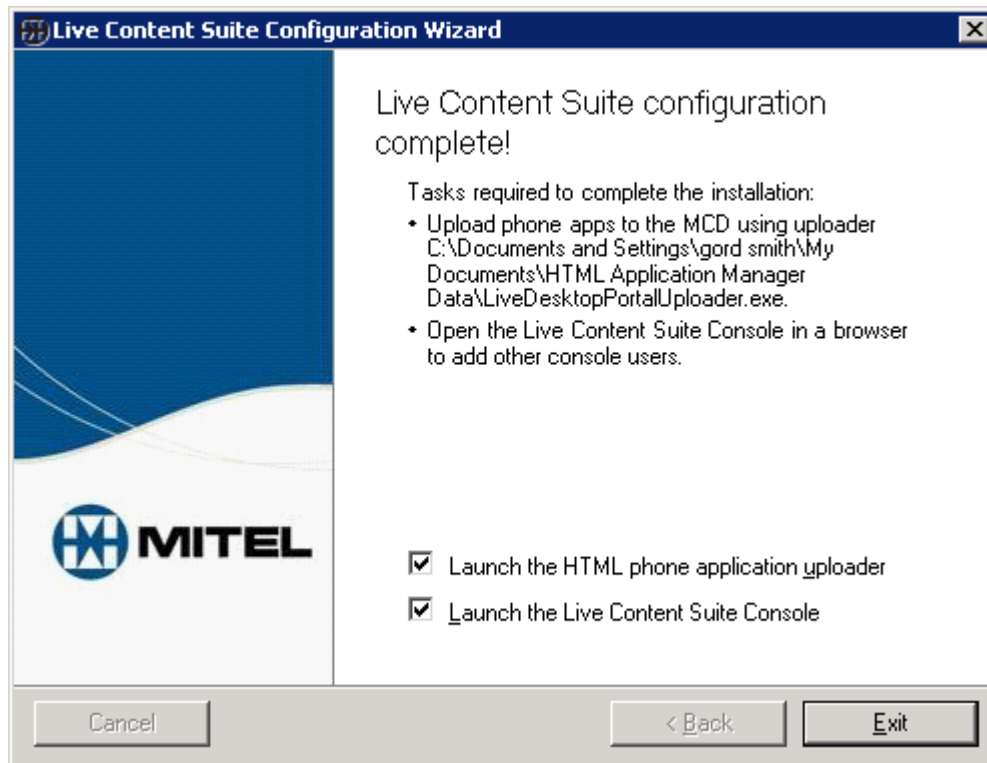 Live Content Suite Configuration Wizard
Live Content Suite configuration
complete!
Tasks required to complete the installation:
• Upload phone apps to the MCD using uploader
C:\Documents and Settings\gord smith\My
Documents\HTML Application Manager
Data\LiveDesktopPortalUploader.exe.
• Open the Live Content Suite Console in a browser
to add other console users.
MITEL
Launch the HTML phone application uploader
Launch the Live Content Suite Console
Cancel
< Back
Exit